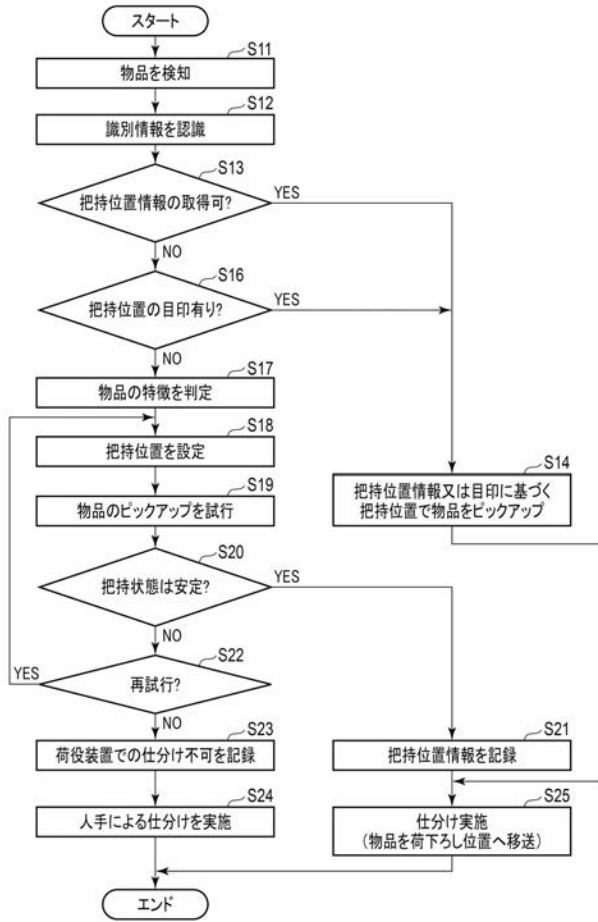 スタート
S11
物品を検知
S12
識別情報を認識
S13
把持位置情報の取得可?
YES
NO
S16
把持位置の目印有り?
YES
NO
S17
物品の特徴を判定
S18
把持位置を設定
S14
把持位置情報又は目印に基づく
把持位置で物品をピックアップ
S19
物品のピックアップを試行
S20
把持状態は安定?
YES
NO
S22
YES
再試行?
NO
S23
荷役装置での仕分け不可を記録
S21
把持位置情報を記録
S24
人手による仕分けを実施
S25
仕分け実施
(物品を荷下ろし位置へ移送)
エンド